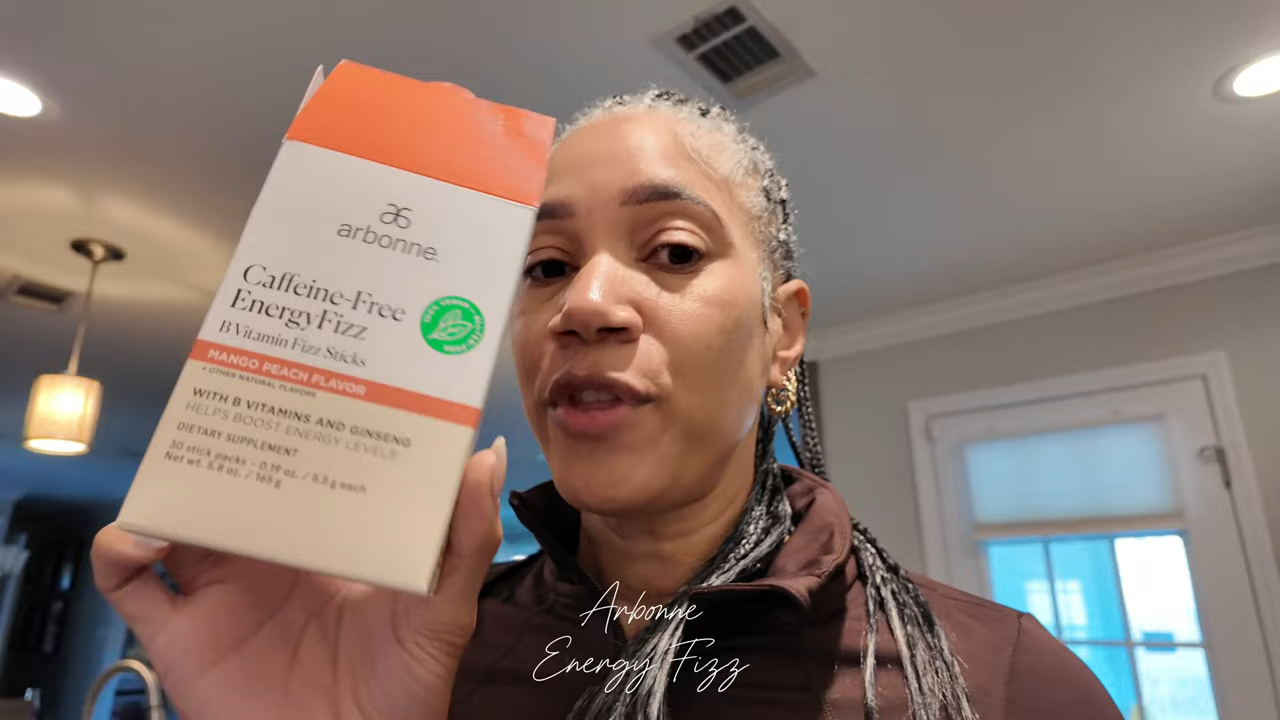 arbonne
Caffeine-Free
EnergyFizz
B Vitamin Fizz Sticks
MANGO PEACH FLAVOR
+ OTHER NATURAL FLAVORS
WITH B VITAMINS AND GINSENG
HELPS BOOST ENERGY LEVELS
DIETARY SUPPLEMENT
30 stick packs - 0.19 oz. / 5.5 g each
Net wt. 5.8 oz. / 165 g
Arbonne
Energy Fizz